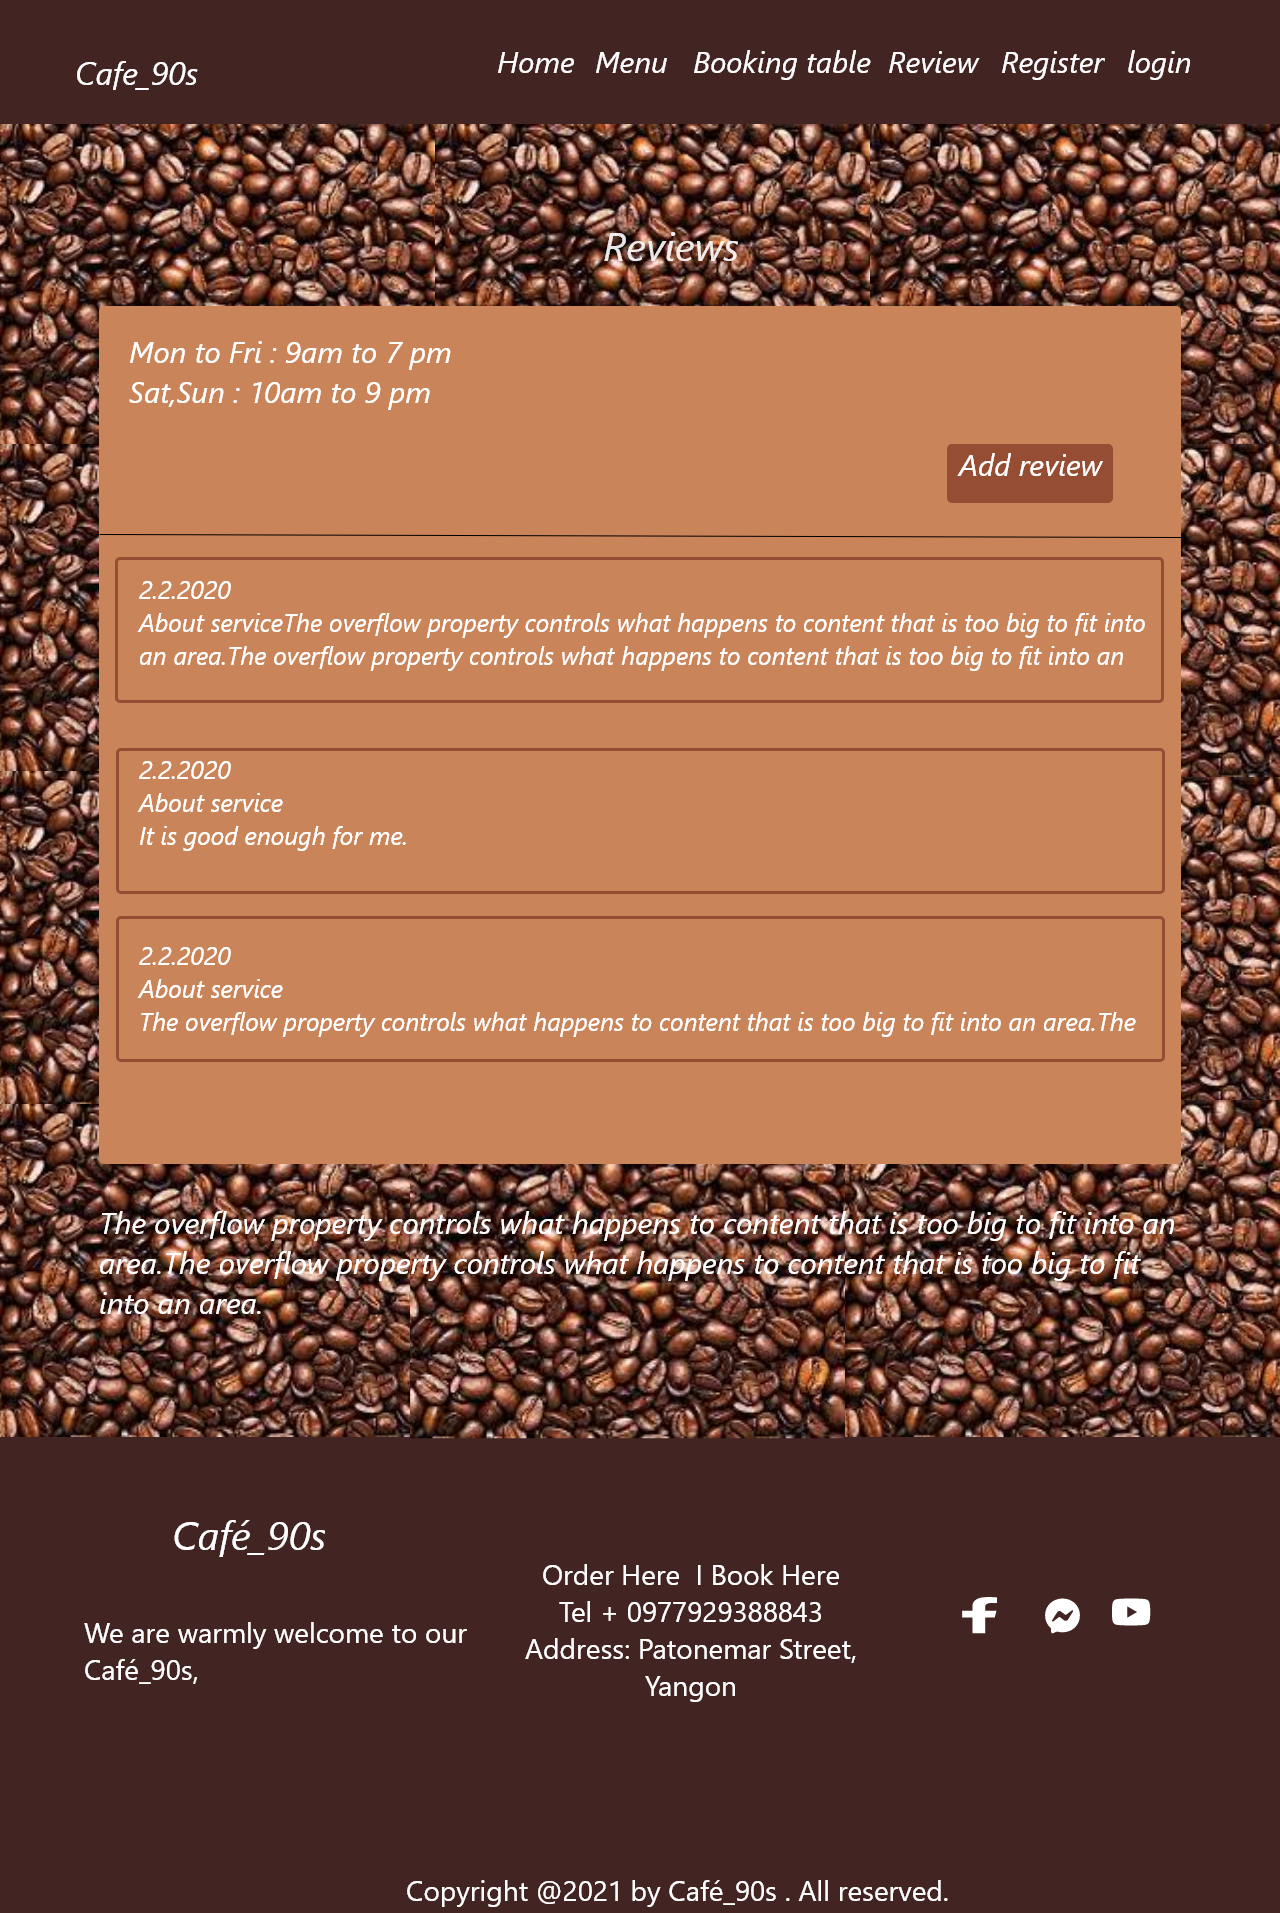 Cafe_90s
Home Menu Booking table Review Register login
Reviews
Mon to Fri : 9am to 7 pm
Sat,Sun : 10am to 9 pm
Add review
2.2.2020
About serviceThe overflow property controls what happens to content that is too big to fit into
an area.The overflow property controls what happens to content that is too big to fit into an
2.2.2020
About service
It is good enough for me.
2.2.2020
About service
The overflow property controls what happens to content that is too big to fit into an area.The
The overflow property controls what happens to content that is too big to fit into an
area.The overflow property controls what happens to content that is too big to fit
into an area.
Café_90s
We are warmly welcome to our
Café_90s,
Order Here I Book Here
Tel + 0977929388843
Address: Patonemar Street,
Yangon
Copyright @2021 by Café_90s . All reserved.